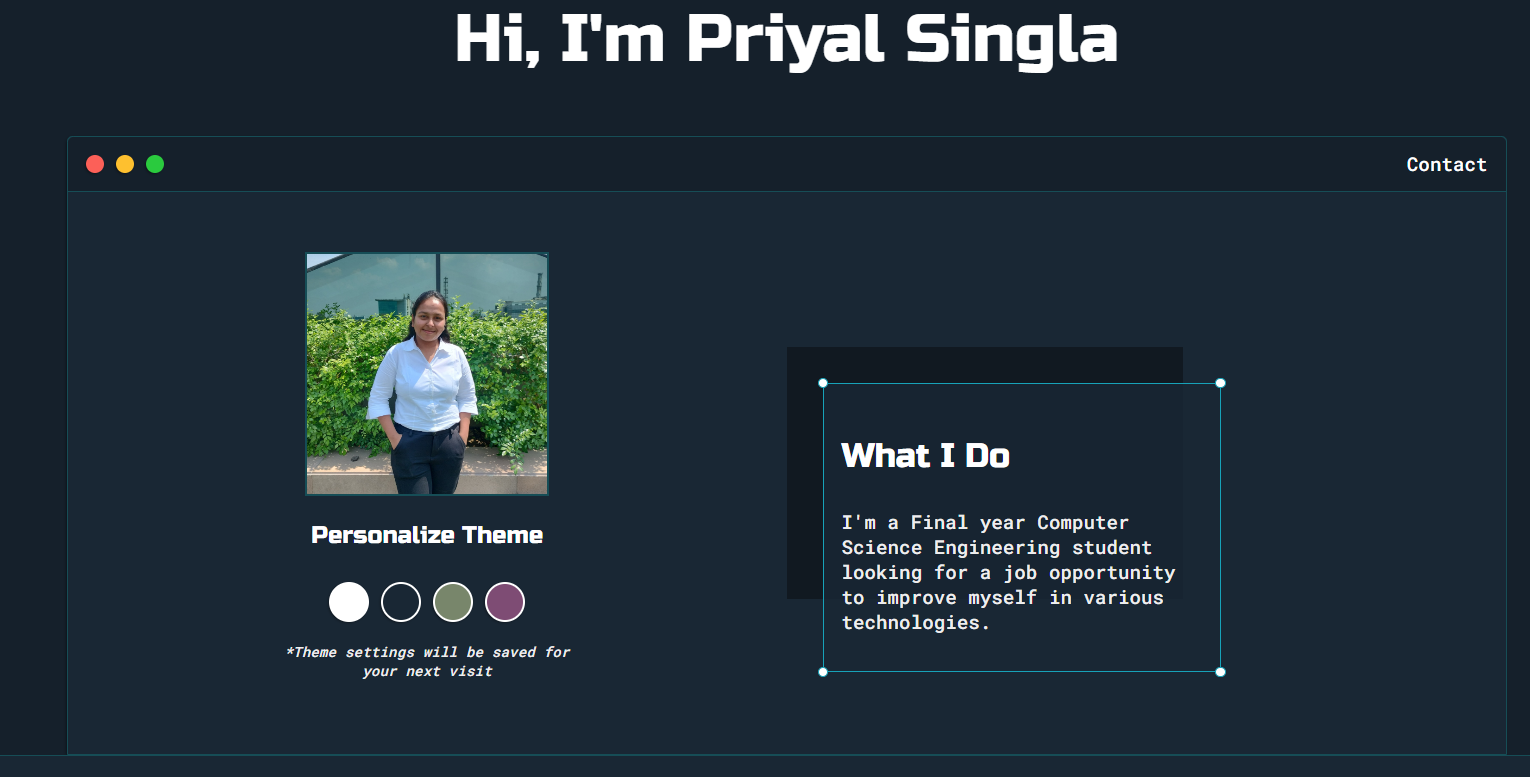 Hi, I'm Priyal Singla
Contact
Personalize Theme
*Theme settings will be saved for
your next visit
What I Do
I'm a Final year Computer
Science Engineering student
looking for a job opportunity
to improve myself in various
technologies.